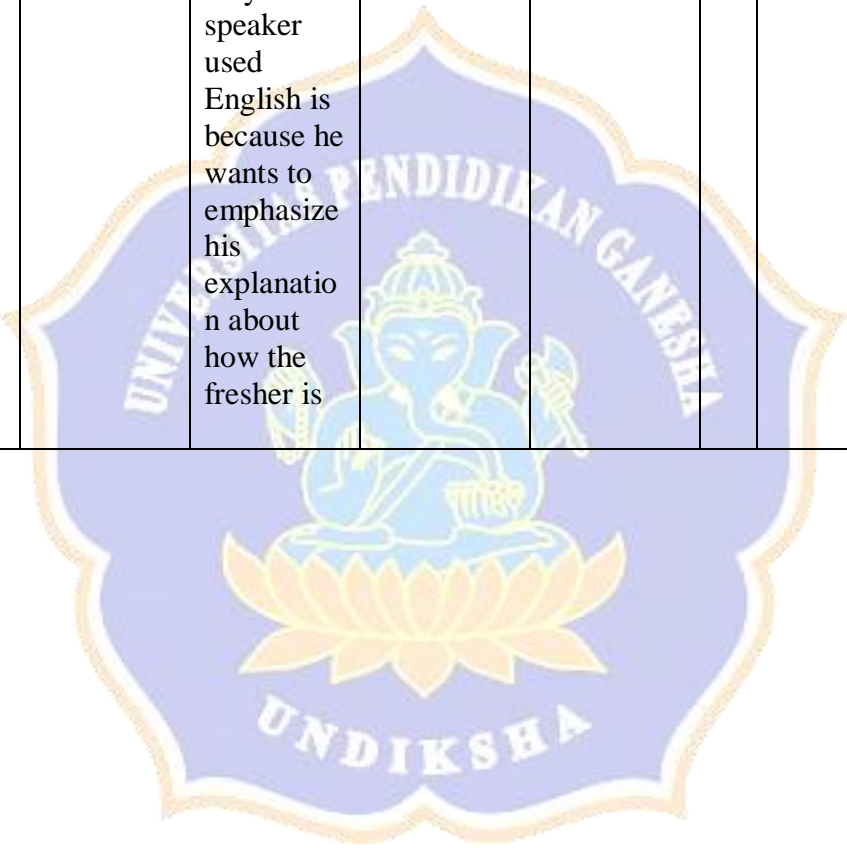 speaker
used
English is
because he
wants to
emphasize
his
explanatio
n about
how the
fresher is
UNIVERSITAS PENDIDIKAN GANESHA
UNDIKSHA